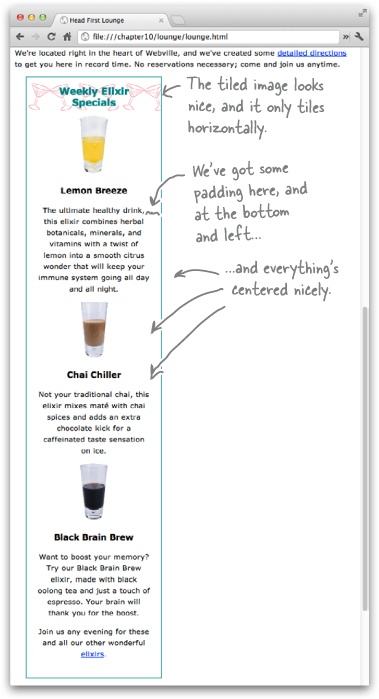 Head First Lounge
file:///chapter10/lounge/lounge.html
We're located right in the heart of Webville, and we've created some detailed directions
to get you here in record time. No reservations necessary; come and join us anytime.
Weekly Elixir
Specials
The tiled image looks
nice, and it only tiles
horizontally.
Lemon Breeze
The ultimate healthy drink,
this elixir combines herbal
botanicals, minerals, and
vitamins with a twist of
lemon into a smooth citrus
wonder that will keep your
immune system going all day
and all night.
We've got some
padding here, and
at the bottom
and left...
...and everything's
centered nicely.
Chai Chiller
Not your traditional chai, this
elixir mixes maté with chai
spices and adds an extra
chocolate kick for a
caffeinated taste sensation
on ice.
Black Brain Brew
Want to boost your memory?
Try our Black Brain Brew
elixir, made with black
oolong tea and just a touch of
espresso. Your brain will
thank you for the boost.
Join us any evening for these
and all our other wonderful
elixirs.